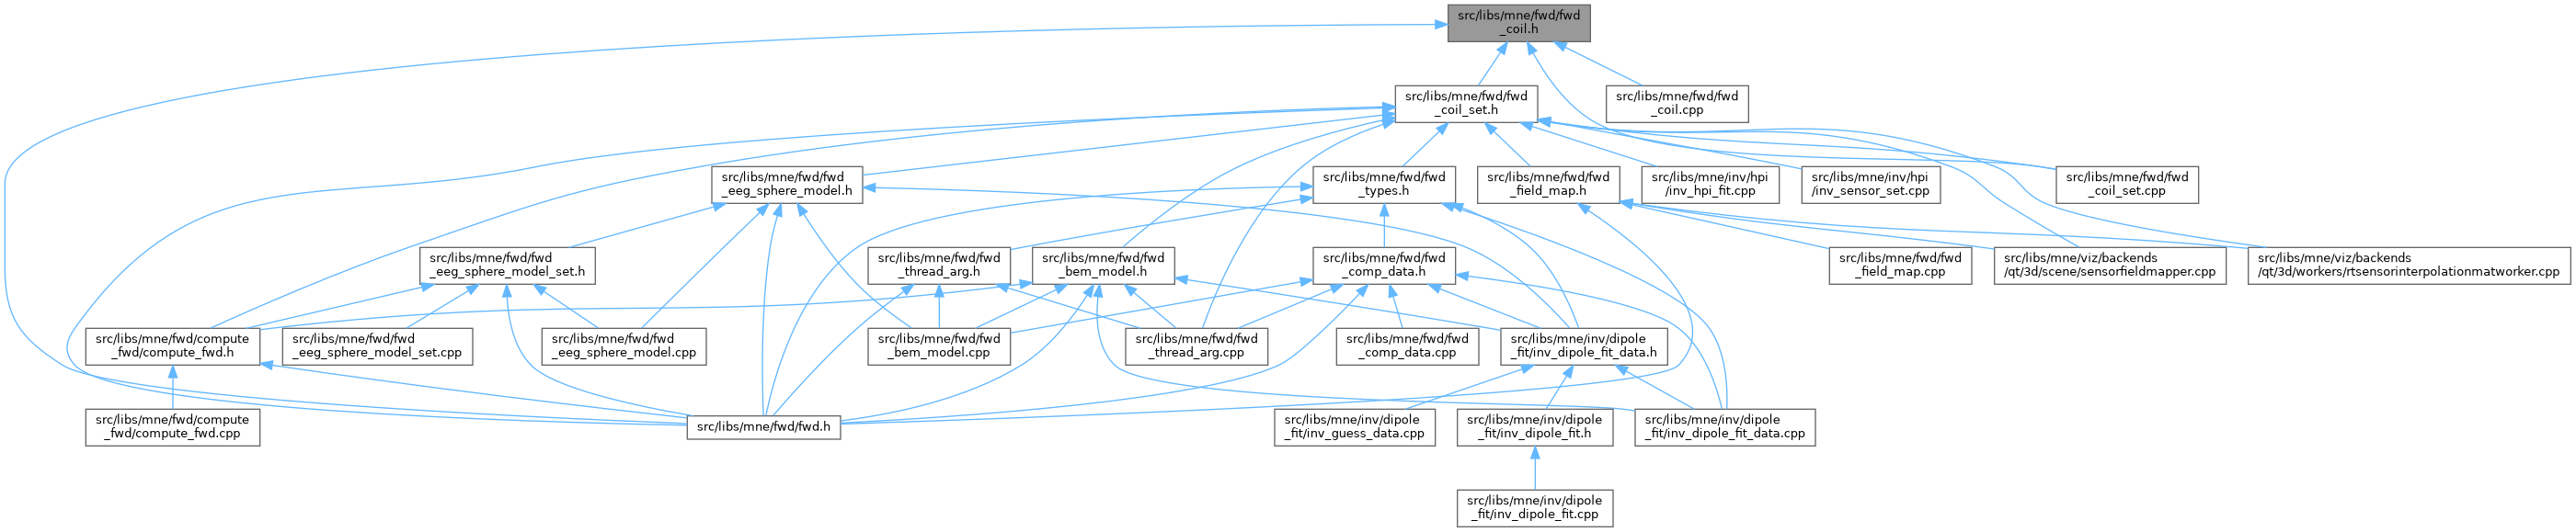 src/libs/mne/fwd/fwd
_coil.h
src/libs/mne/fwd/fwd
_coil_set.h
src/libs/mne/fwd/fwd
_coil.cpp
src/libs/mne/fwd/fwd
_eeg_sphere_model.h
src/libs/mne/fwd/fwd
_types.h
src/libs/mne/fwd/fwd
_field_map.h
src/libs/mne/inv/hpi
/inv_hpi_fit.cpp
src/libs/mne/inv/hpi
/inv_sensor_set.cpp
src/libs/mne/fwd/fwd
_coil_set.cpp
src/libs/mne/fwd/fwd
_eeg_sphere_model_set.h
src/libs/mne/fwd/fwd
_thread_arg.h
src/libs/mne/fwd/fwd
_bem_model.h
src/libs/mne/fwd/fwd
_comp_data.h
src/libs/mne/fwd/fwd
_field_map.cpp
src/libs/mne/viz/backends
/qt/3d/scene/sensorfieldmapper.cpp
src/libs/mne/viz/backends
/qt/3d/workers/rtsensorinterpolationmatworker.cpp
src/libs/mne/fwd/compute
_fwd/compute_fwd.h
src/libs/mne/fwd/fwd
_eeg_sphere_model_set.cpp
src/libs/mne/fwd/fwd
_eeg_sphere_model.cpp
src/libs/mne/fwd/fwd
_bem_model.cpp
src/libs/mne/fwd/fwd
_thread_arg.cpp
src/libs/mne/fwd/fwd
_comp_data.cpp
src/libs/mne/inv/dipole
_fit/inv_dipole_fit_data.h
src/libs/mne/fwd/compute
_fwd/compute_fwd.cpp
src/libs/mne/fwd/fwd.h
src/libs/mne/inv/dipole
_fit/inv_guess_data.cpp
src/libs/mne/inv/dipole
_fit/inv_dipole_fit.h
src/libs/mne/inv/dipole
_fit/inv_dipole_fit_data.cpp
src/libs/mne/inv/dipole
_fit/inv_dipole_fit.cpp